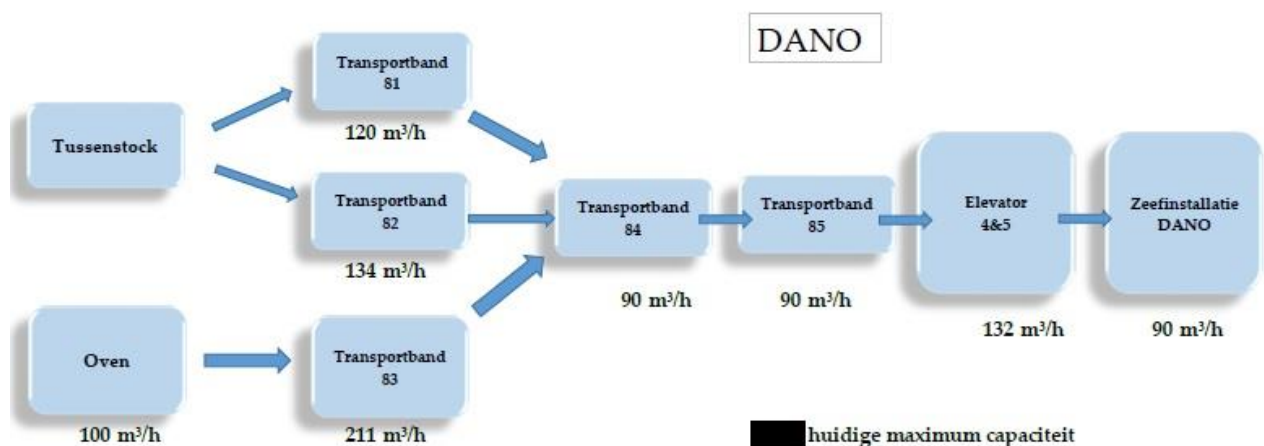 DANO
Transportband
81
120 m³/h
Tussenstock
Transportband
82
134 m³/h
Transportband
84
90 m³/h
Transportband
85
90 m³/h
Elevator
4&5
132 m³/h
Zeefinstallatie
DANO
90 m³/h
Oven
100 m³/h
Transportband
83
211 m³/h
huidige maximum capaciteit